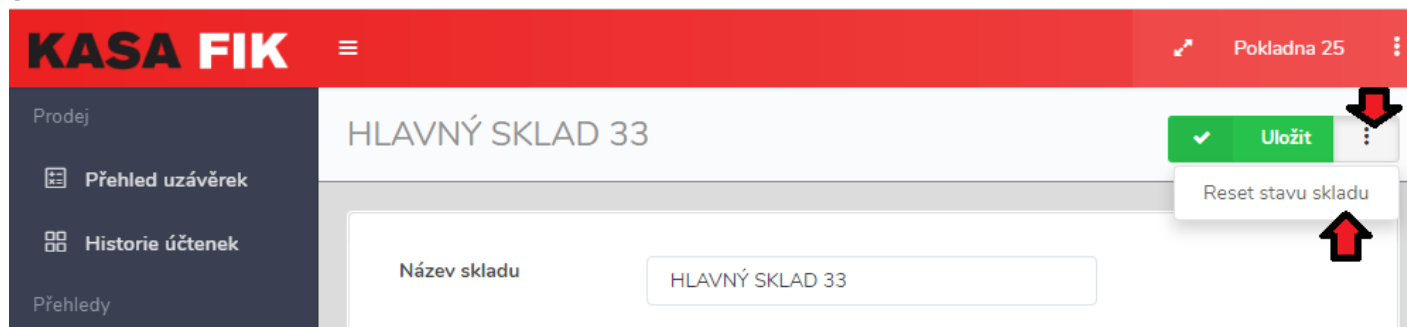 KASA FIK
Pokladna 25
Prodej
Přehled uzávěrek
Historie účtenek
Přehledy
HLAVNÝ SKLAD 33
Uložit
Reset stavu skladu
Název skladu
HLAVNÝ SKLAD 33